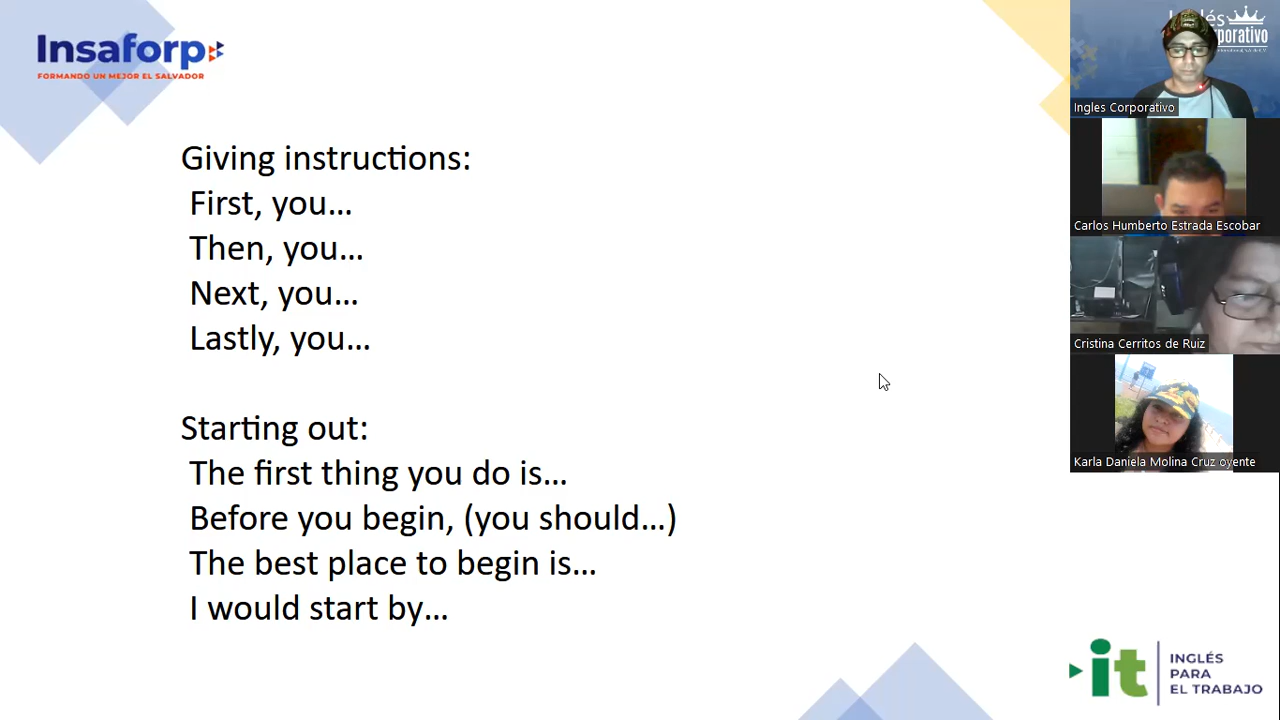 Insaforp
FORMANDO UN MEJOR EL SALVADOR
Giving instructions:
First, you...
Then, you...
Next, you...
Lastly, you...
Starting out:
The first thing you do is...
Before you begin, (you should...)
The best place to begin is...
I would start by...
Ingles Corporativo
Carlos Humberto Estrada Escobar
Cristina Cerritos de Ruiz
Karla Daniela Molina Cruz oyente
it
INGLÉS
PARA
EL TRABAJO